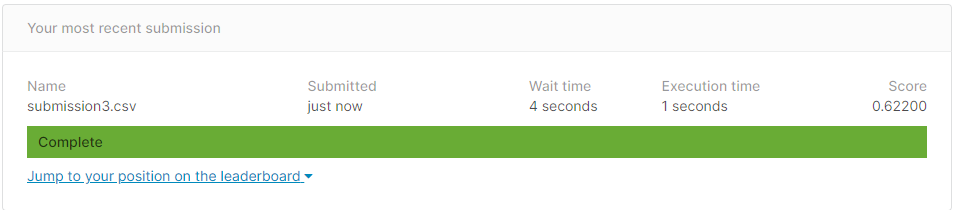 Your most recent submission
Name Submitted Wait time Execution time Score
submission3.csv just now 4 seconds 1 seconds 0.62200
Complete
Jump to your position on the leaderboard